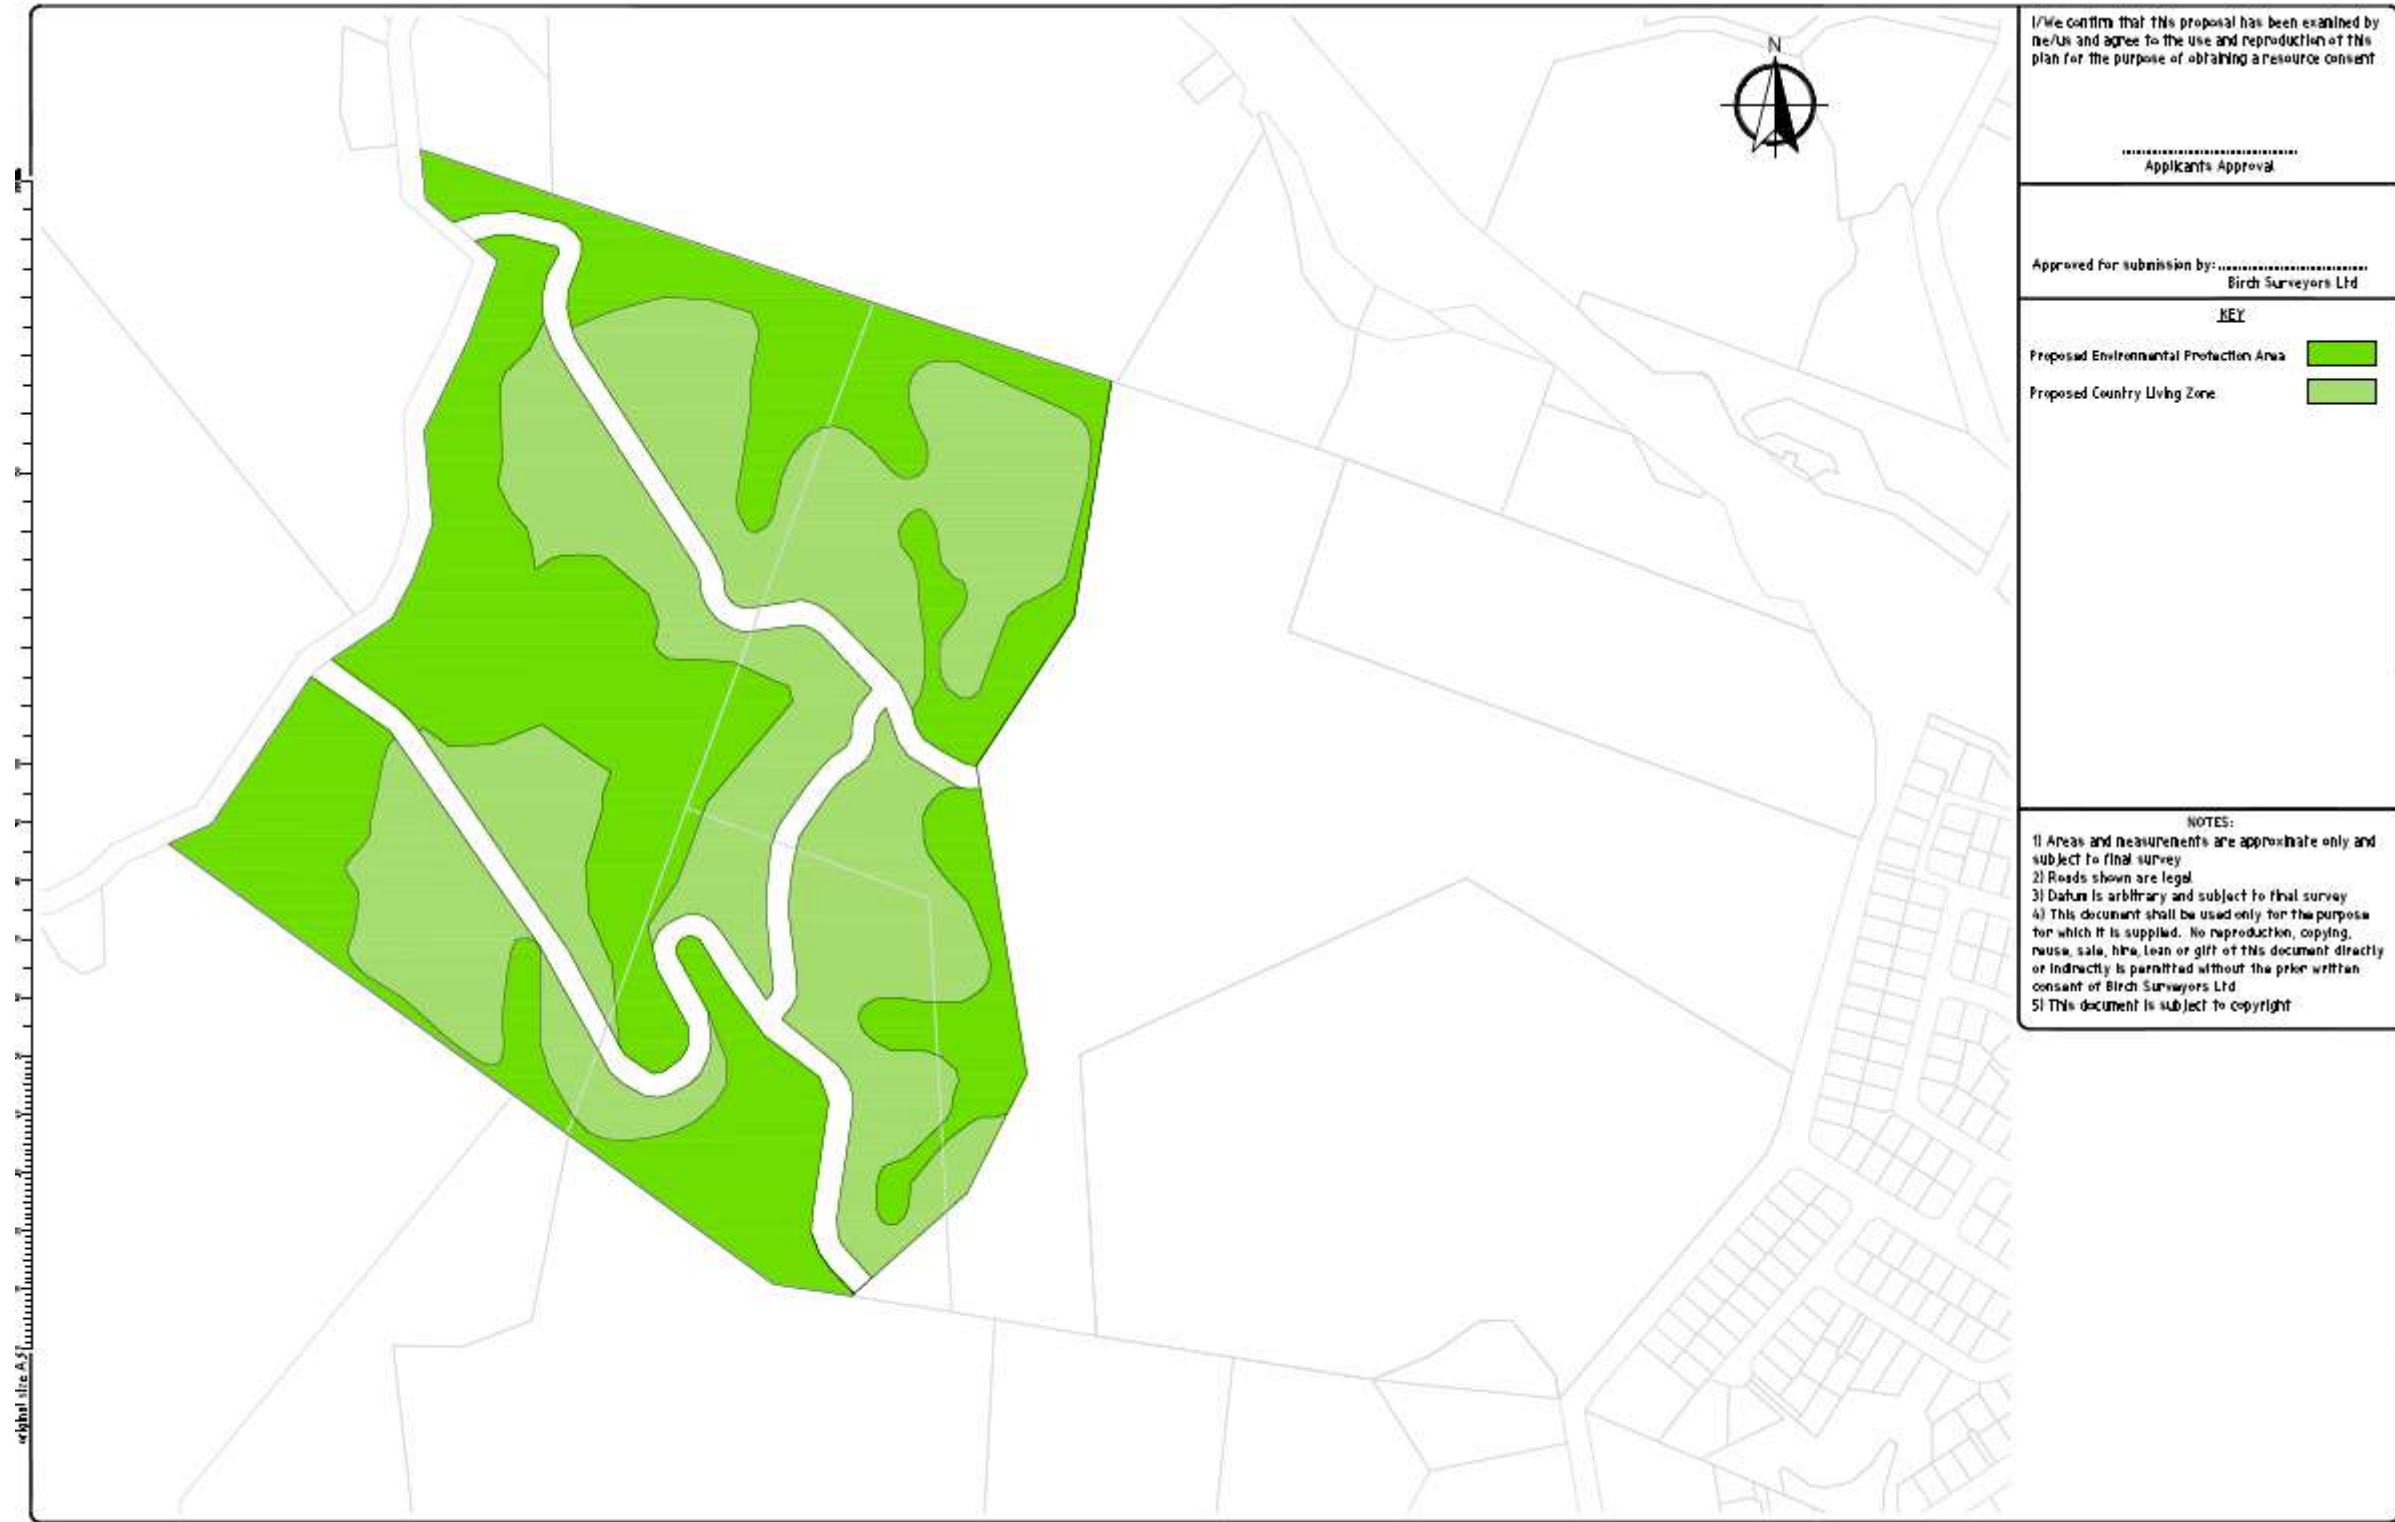 I/We confirm that this proposal has been examined by
me/us and agree to the use and reproduction of this
plan for the purpose of obtaining a resource consent
Applicants Approval
Approved for submission by:
Birch Surveyors Ltd
KEY
Proposed Environmental Protection Area
Proposed Country Living Zone
NOTES:
1) Areas and measurements are approximate only and
subject to final survey
2) Roads shown are legal
3) Datum is arbitrary and subject to final survey
4) This document shall be used only for the purpose
for which it is supplied. No reproduction, copying,
reuse, sale, hire, loan or gift of this document directly
or indirectly is permitted without the prior written
consent of Birch Surveyors Ltd
5) This document is subject to copyright
N
original size A3